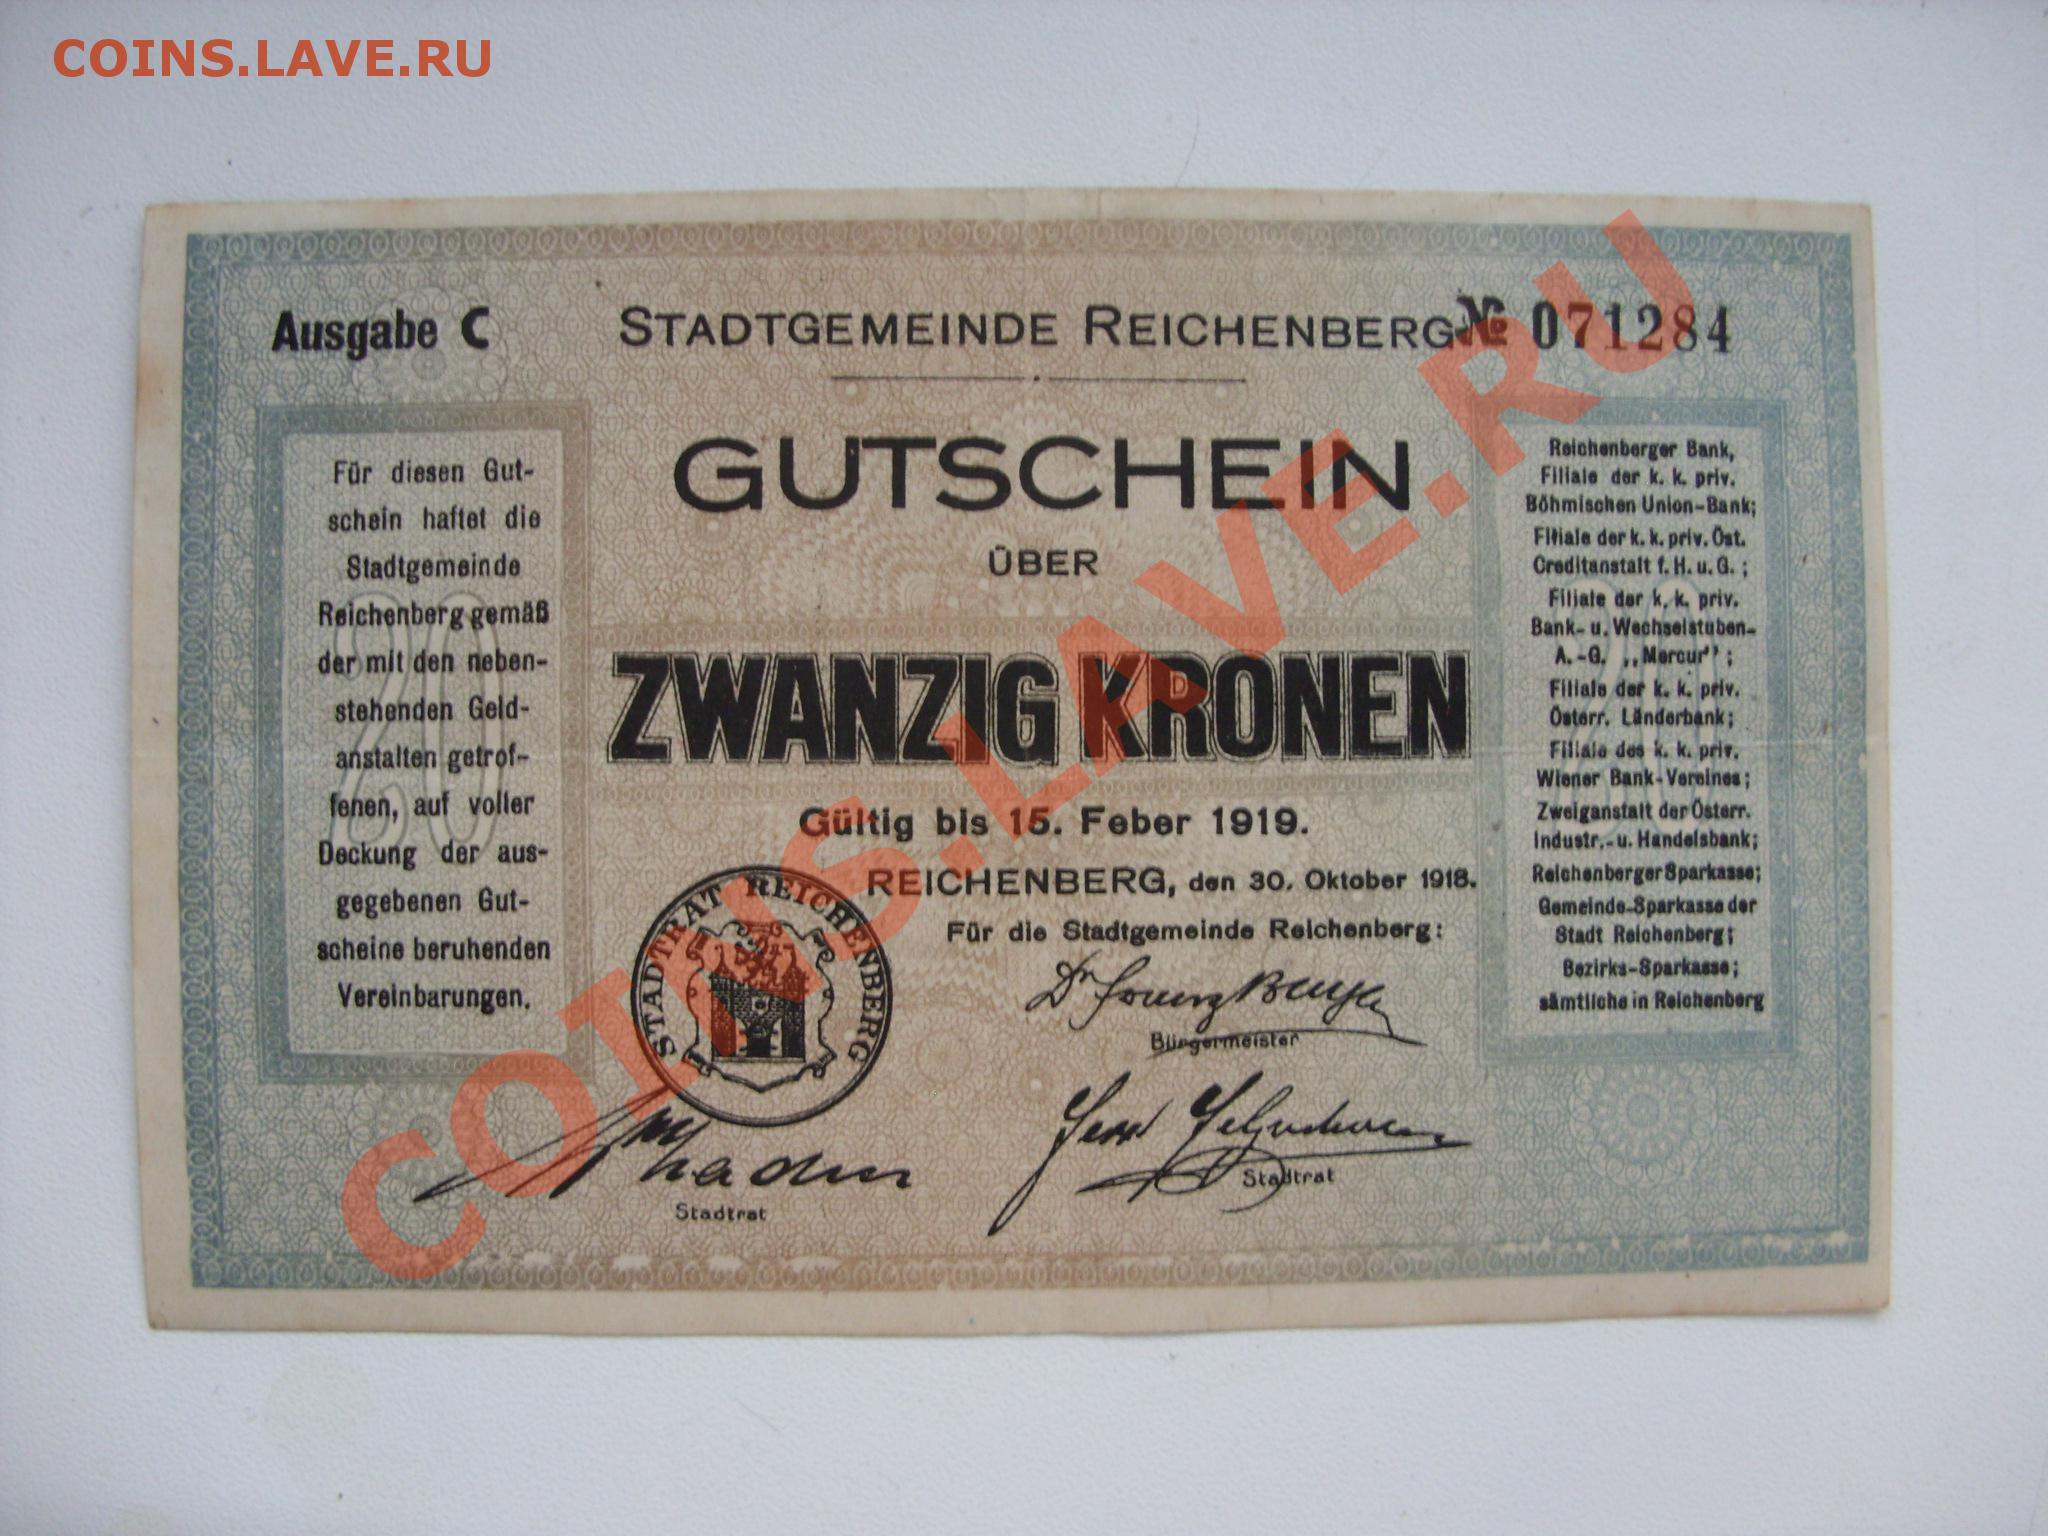 COINS.LAVE.RU
Ausgabe C
STADTGEMEINDE REICHENBERG
№ 071284
GUTSCHEIN
ÜBER
ZWANZIG KRONEN
Gültig bis 15. Feber 1919.
REICHENBERG, den 30. Oktober 1918.
Für die Stadtgemeinde Reichenberg:
Bürgermeister
Stadtrat
Stadtrat
STADTRAT REICHENBERG
Für diesen Gut-
schein haftet die
Stadtgemeinde
Reichenberg gemäß
der mit den neben-
stehenden Geld-
anstalten getrof-
fenen, auf voller
Deckung der aus-
gegebenen Gut-
scheine beruhenden
Vereinbarungen.
20
Reichenberger Bank,
Filiale der k. k. priv.
Böhmischen Union-Bank;
Filiale der k. k. priv. Öst.
Creditanstalt f. H. u. G. ;
Filiale der k. k. priv.
Bank- u. Wechselstuben-
A.-G. ,,Mercur'' ;
Filiale der k. k. priv.
Österr. Länderbank;
Filiale des k. k. priv.
Wiener Bank-Vereines;
Zweiganstalt der Österr.
Industr.- u. Handelsbank;
Reichenberger Sparkasse;
Gemeinde-Sparkasse der
Stadt Reichenberg;
Bezirks-Sparkasse;
sämtliche in Reichenberg
COINS.LAVE.RU